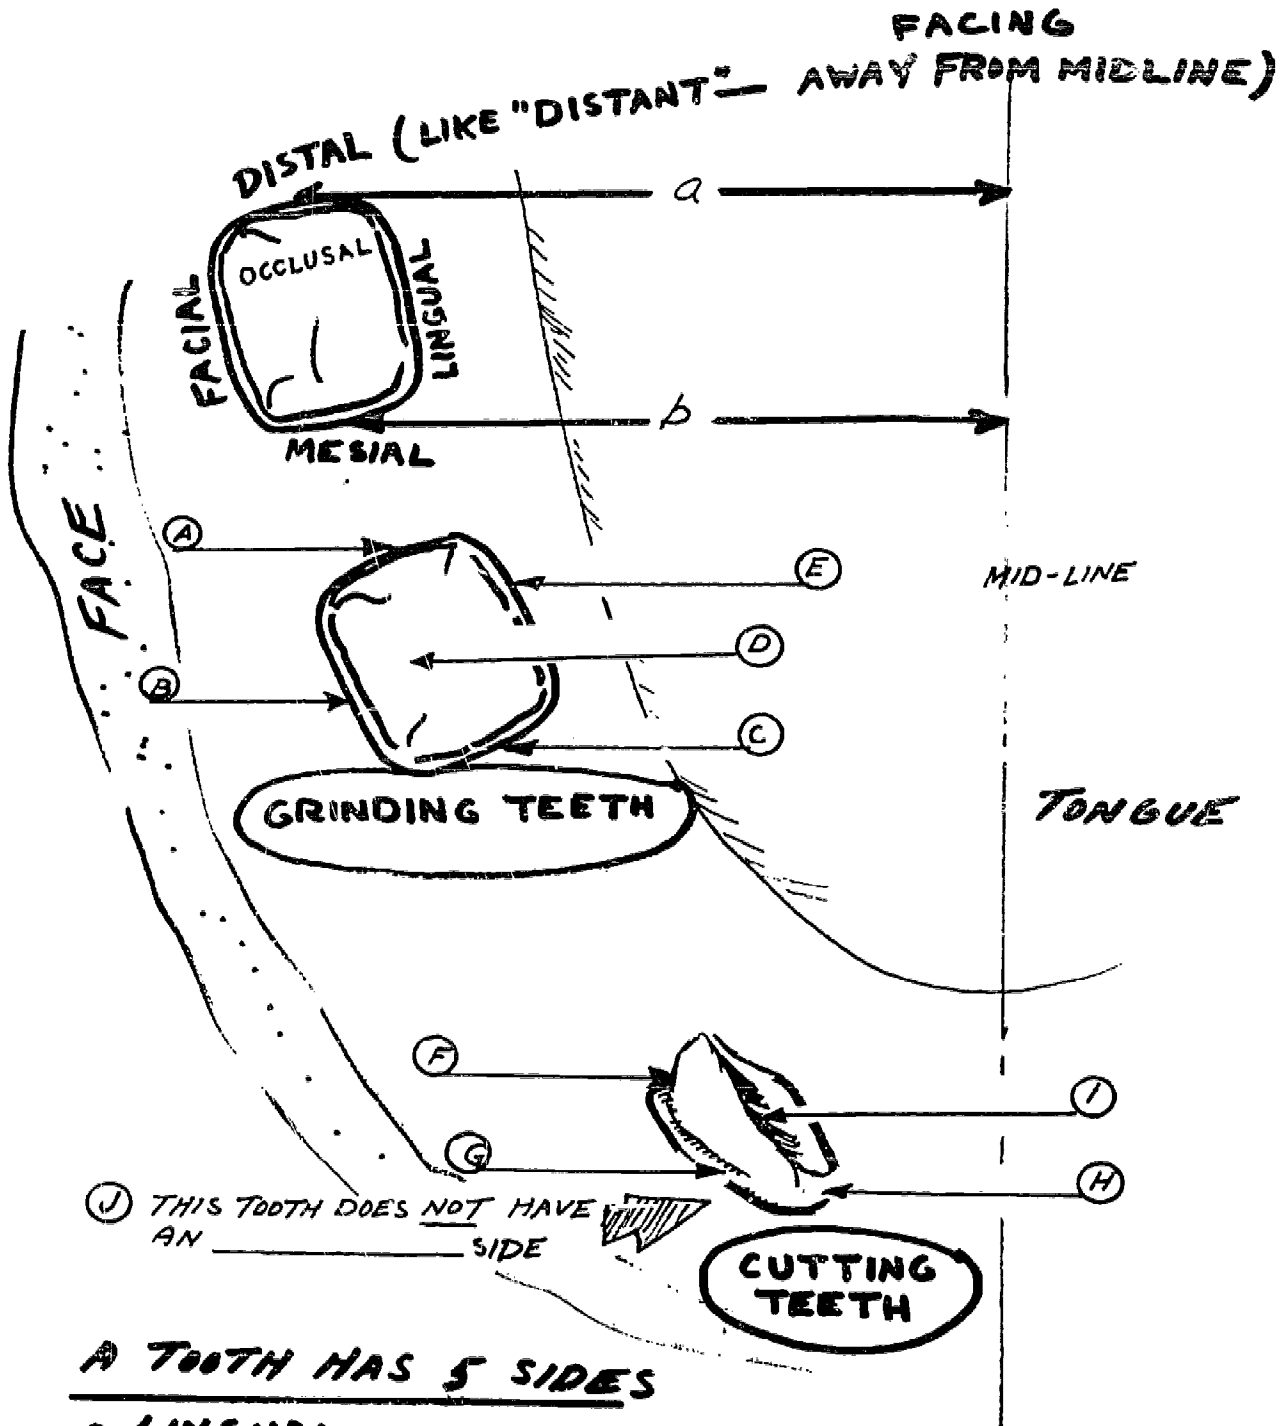 FACING
DISTAL (LIKE "DISTANT"— AWAY FROM MIDLINE)
a
OCCLUSAL
FACIAL
LINGUAL
b
MESIAL
FACE
A
E
MID-LINE
D
B
C
GRINDING TEETH
TONGUE
F
I
G
H
J THIS TOOTH DOES NOT HAVE
AN ________ SIDE
CUTTING
TEETH
A TOOTH HAS 5 SIDES